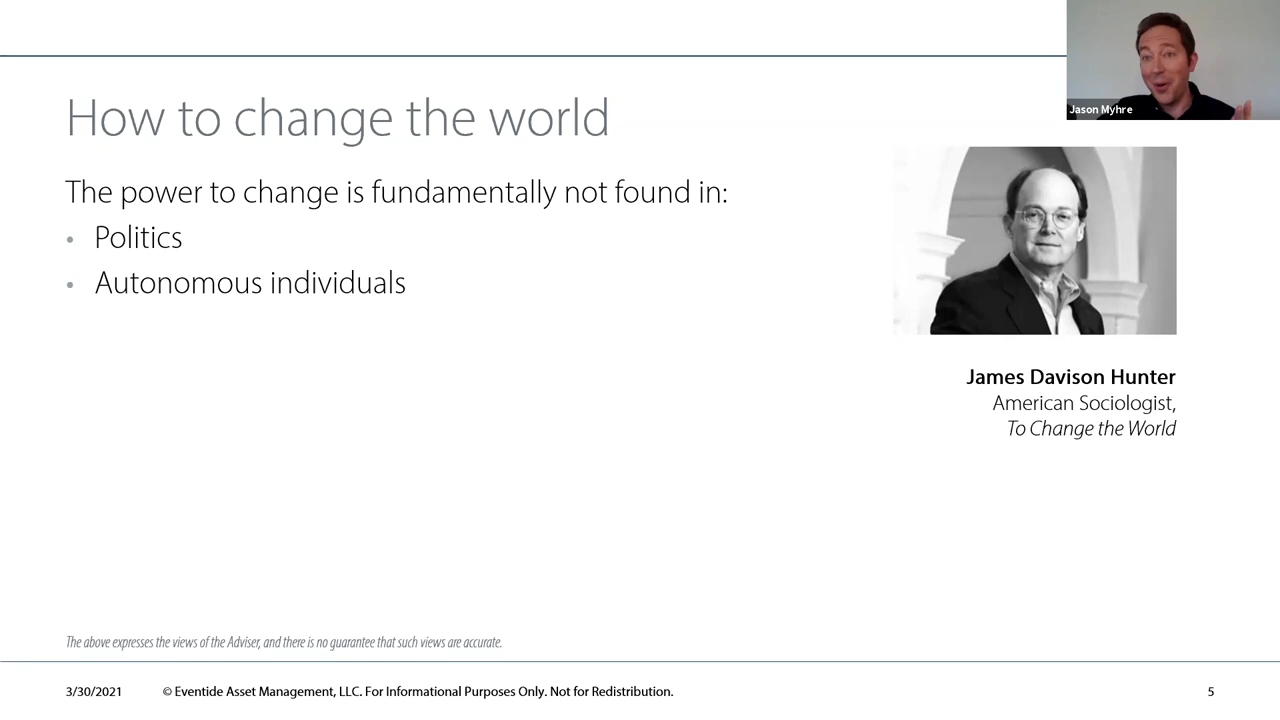 Jason Myhre
How to change the world
The power to change is fundamentally not found in:
• Politics
• Autonomous individuals
James Davison Hunter
American Sociologist,
To Change the World
The above expresses the views of the Adviser, and there is no guarantee that such views are accurate.
3/30/2021 © Eventide Asset Management, LLC. For Informational Purposes Only. Not for Redistribution. 5